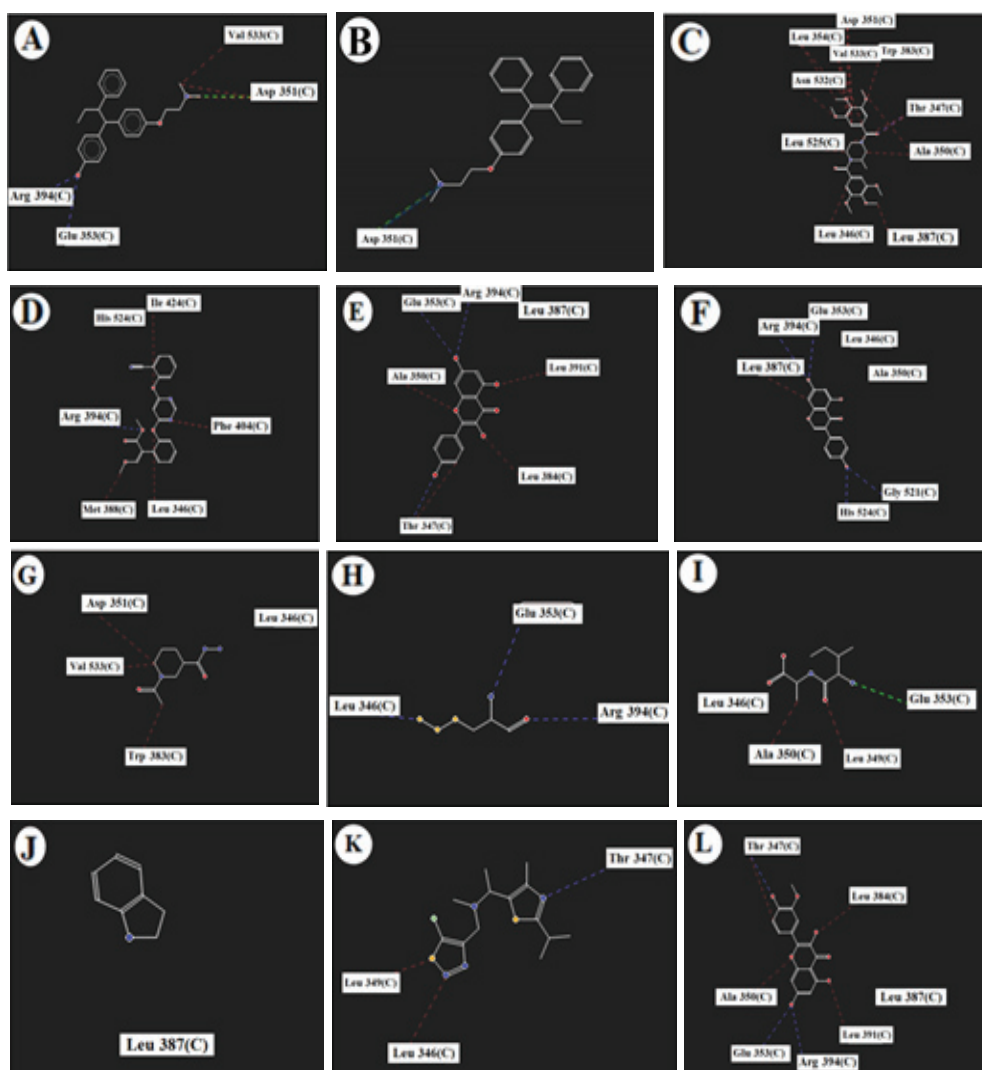 A
Val 533(C)
Asp 351(C)
Arg 394(C)
Glu 353(C)
B
Asp 351(C)
C
Asp 351(C)
Leu 354(C)
Val 533(C)
Trp 383(C)
Asn 532(C)
Thr 347(C)
Leu 525(C)
Ala 350(C)
Leu 346(C)
Leu 387(C)
D
Ile 424(C)
His 524(C)
Arg 394(C)
Phe 404(C)
Met 388(C)
Leu 346(C)
E
Glu 353(C)
Arg 394(C)
Leu 387(C)
Ala 350(C)
Leu 391(C)
Leu 384(C)
Thr 347(C)
F
Glu 353(C)
Arg 394(C)
Leu 346(C)
Leu 387(C)
Ala 350(C)
Gly 521(C)
His 524(C)
G
Asp 351(C)
Leu 346(C)
Val 533(C)
Trp 383(C)
H
Glu 353(C)
Leu 346(C)
Arg 394(C)
I
Leu 346(C)
Glu 353(C)
Ala 350(C)
Leu 349(C)
J
Leu 387(C)
K
Thr 347(C)
Leu 349(C)
Leu 346(C)
L
Thr 347(C)
Leu 384(C)
Ala 350(C)
Leu 387(C)
Leu 391(C)
Glu 353(C)
Arg 394(C)